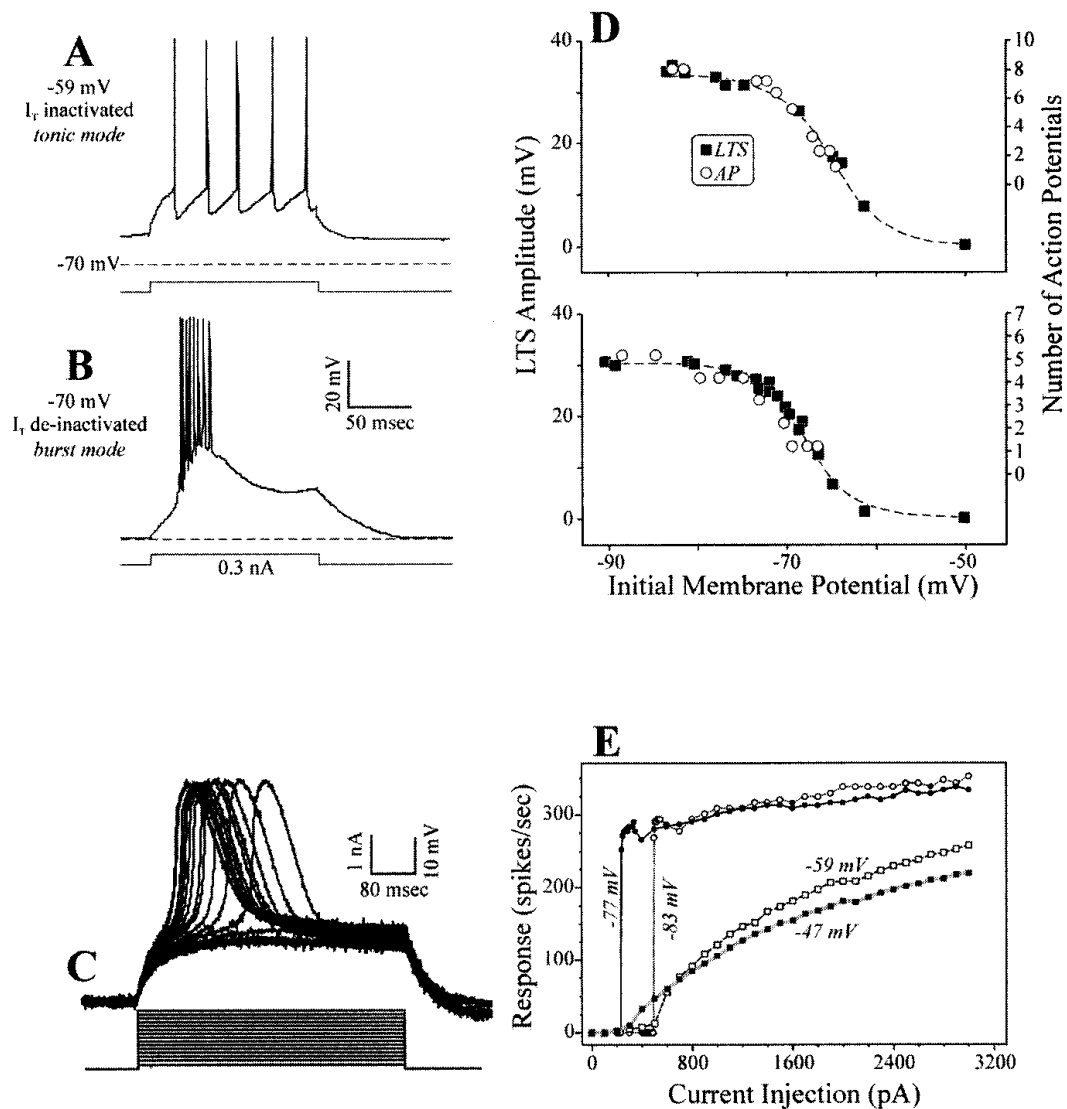 A
-59 mV
I_T inactivated
tonic mode
-70 mV
B
-70 mV
I_T de-inactivated
burst mode
20 mV
50 msec
0.3 nA
C
1 nA
10 mV
80 msec
D
LTS Amplitude (mV)
40
20
0
LTS
AP
10
8
6
4
2
0
Number of Action Potentials
40
20
0
7
6
5
4
3
2
1
0
-90
-70
-50
Initial Membrane Potential (mV)
E
Response (spikes/sec)
300
200
100
0
-77 mV
-83 mV
-59 mV
-47 mV
0
800
1600
2400
3200
Current Injection (pA)